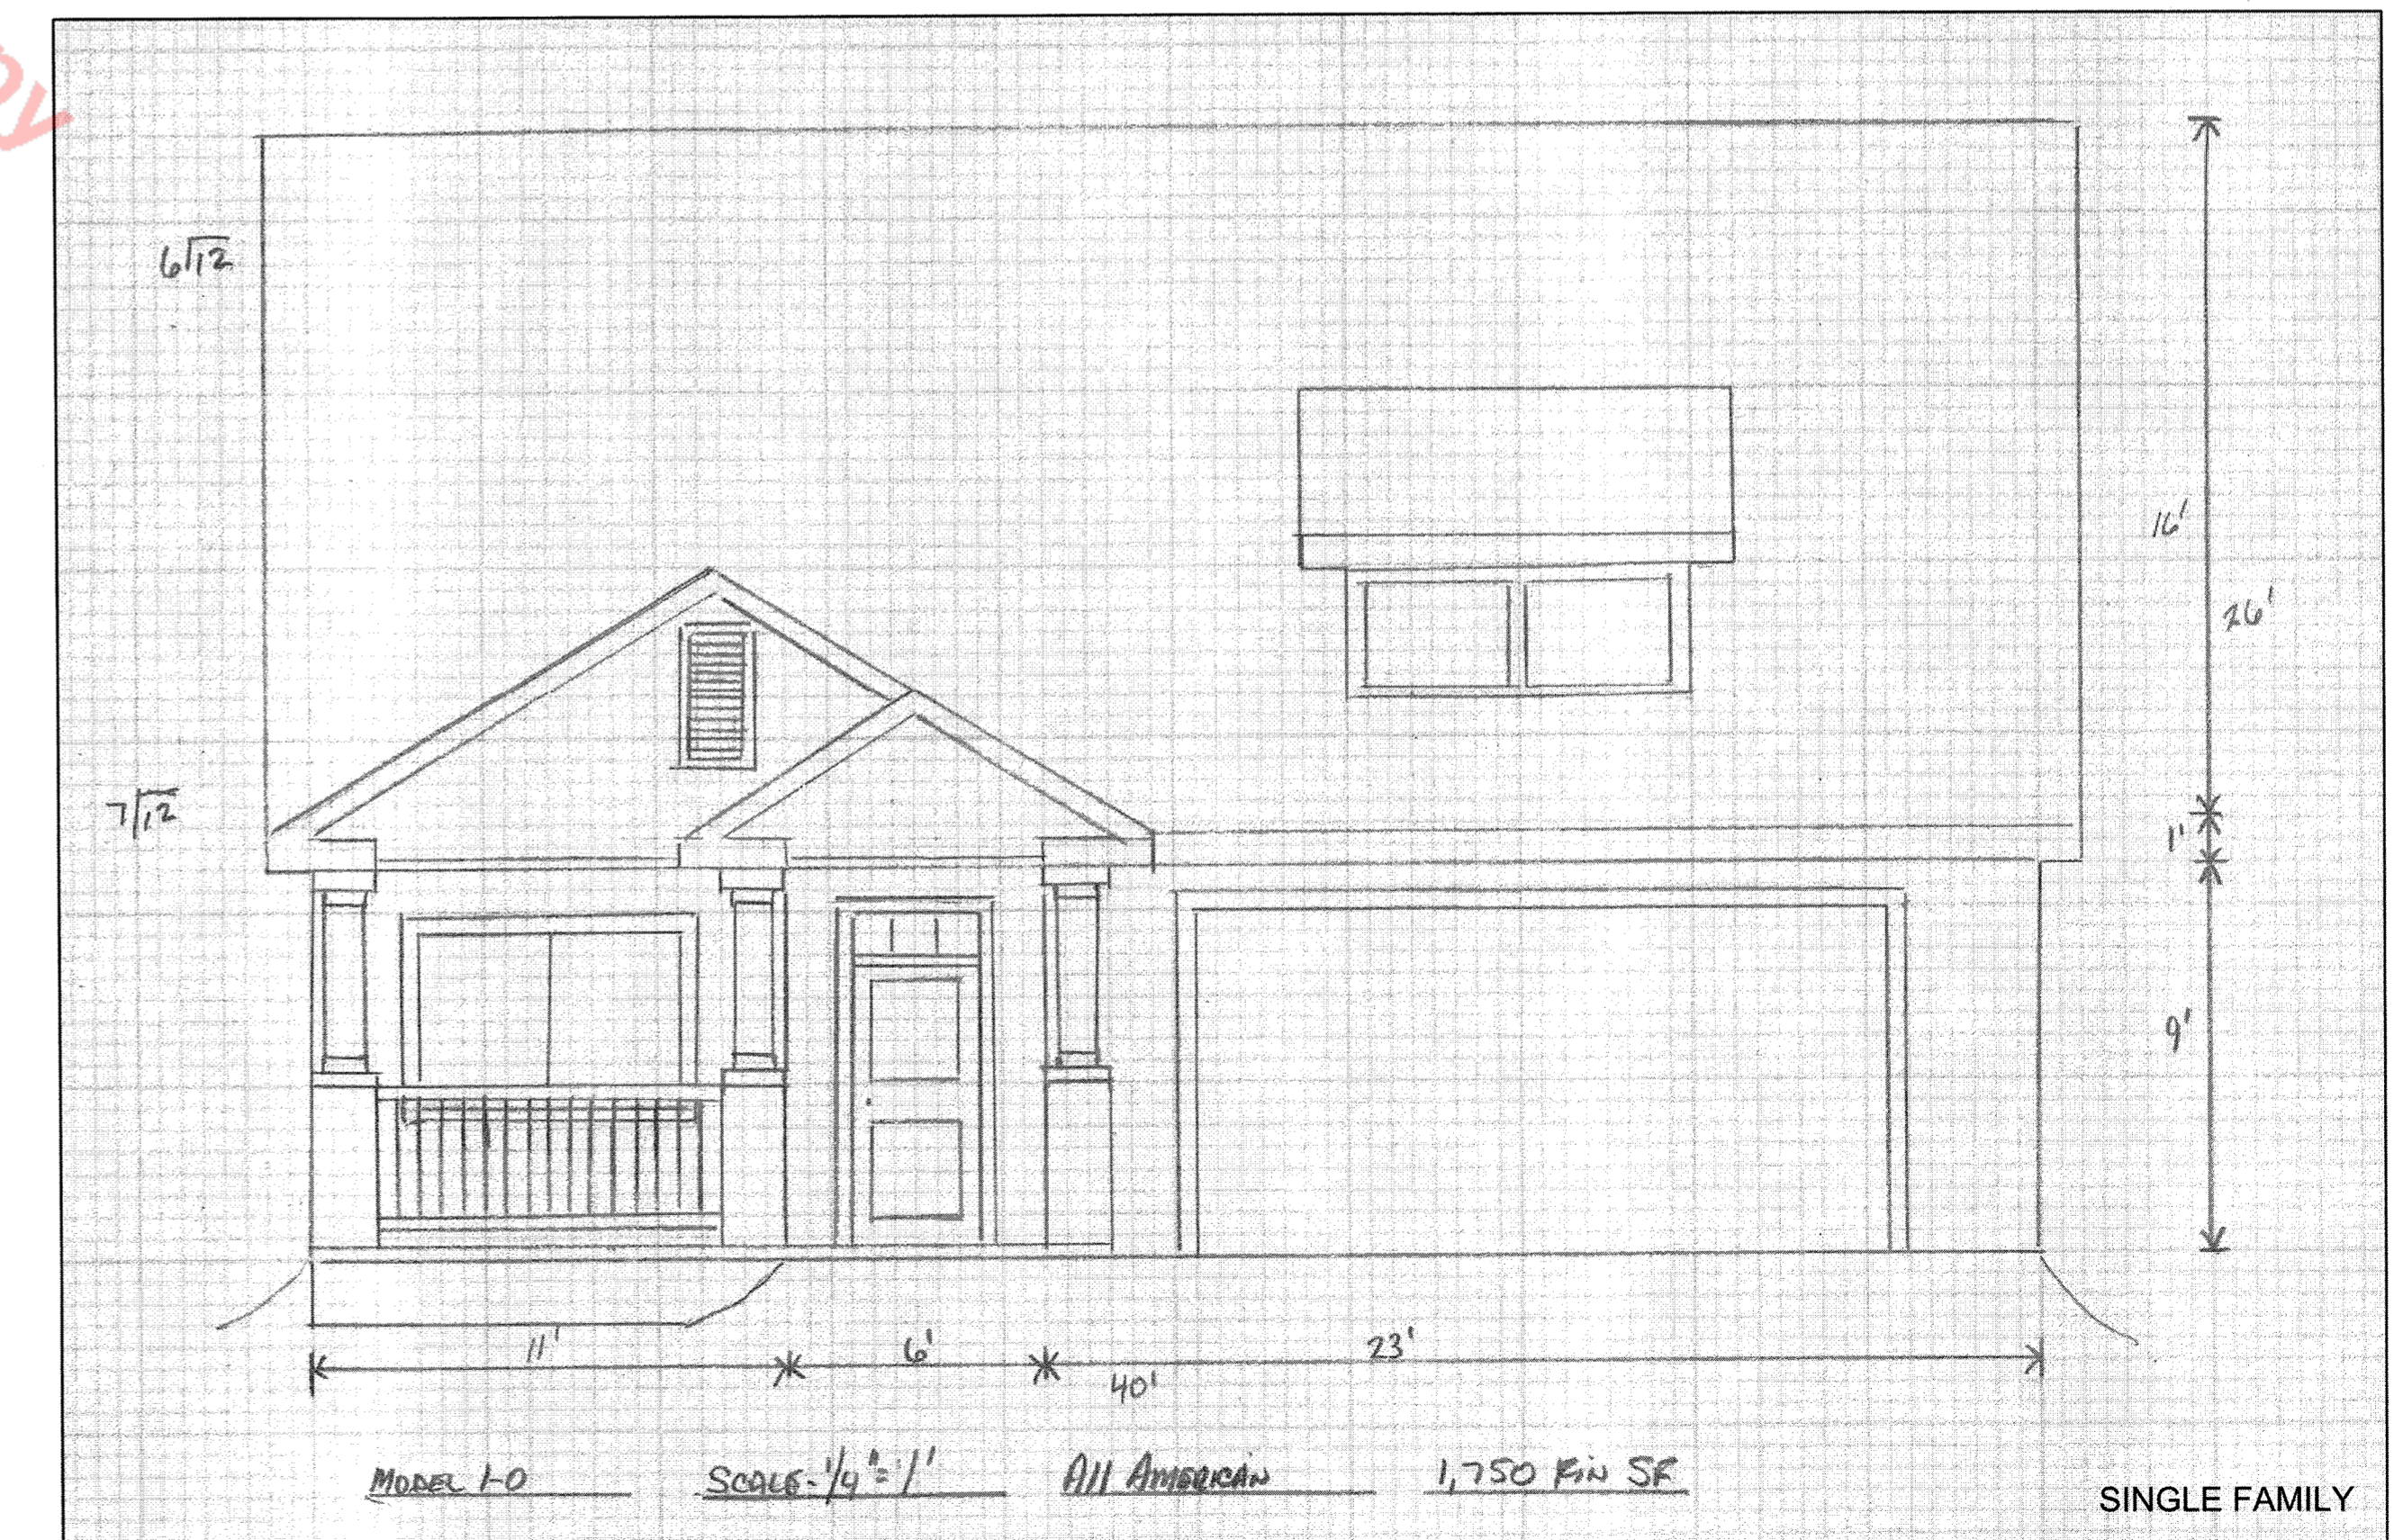 6/12
16'
26'
7/12
1'
9'
11'
6'
23'
40'
MODEL 1-0
SCALE - 1/4" = 1'
All AMERICAN
1,750 FIN SF
SINGLE FAMILY